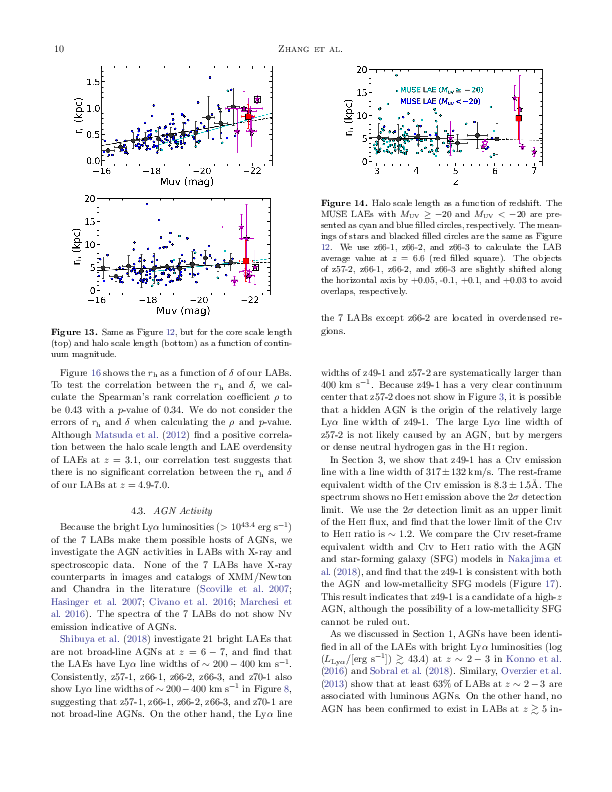 10
ZHANG ET AL.
1.5
1.0
0.5
0.0
−16
−18
−20
−22
Muv (mag)
20
15
10
5
0
−16
−18
−20
−22
Muv (mag)
Figure 13. Same as Figure 12, but for the core scale length
(top) and halo scale length (bottom) as a function of contin-
uum magnitude.
Figure 16 shows the rh as a function of δ of our LABs.
To test the correlation between the rh and δ, we cal-
culate the Spearman's rank correlation coefficient ρ to
be 0.43 with a p-value of 0.34. We do not consider the
errors of rh and δ when calculating the ρ and p-value.
Although Matsuda et al. (2012) find a positive correla-
tion between the halo scale length and LAE overdensity
of LAEs at z = 3.1, our correlation test suggests that
there is no significant correlation between the rh and δ
of our LABs at z = 4.9-7.0.
4.3. AGN Activity
Because the bright Lyα luminosities (> 10^43.4 erg s−1)
of the 7 LABs make them possible hosts of AGNs, we
investigate the AGN activities in LABs with X-ray and
spectroscopic data. None of the 7 LABs have X-ray
counterparts in images and catalogs of XMM/Newton
and Chandra in the literature (Scoville et al. 2007;
Hasinger et al. 2007; Civano et al. 2016; Marchesi et
al. 2016). The spectra of the 7 LABs do not show NV
emission indicative of AGNs.
Shibuya et al. (2018) investigate 21 bright LAEs that
are not broad-line AGNs at z = 6 − 7, and find that
the LAEs have Lyα line widths of ∼ 200 − 400 km s−1.
Consistently, z57-1, z66-1, z66-2, z66-3, and z70-1 also
show Lyα line widths of ∼ 200−400 km s−1 in Figure 8,
suggesting that z57-1, z66-1, z66-2, z66-3, and z70-1 are
not broad-line AGNs. On the other hand, the Lyα line
20
15
10
5
0
MUSE LAE (MUV ≥ −20)
MUSE LAE (MUV <−20)
3
4
5
6
7
z
Figure 14. Halo scale length as a function of redshift. The
MUSE LAEs with MUV ≥ −20 and MUV < −20 are pre-
sented as cyan and blue filled circles, respectively. The mean-
ings of stars and blacked filled circles are the same as Figure
12. We use z66-1, z66-2, and z66-3 to calculate the LAB
average value at z = 6.6 (red filled square). The objects
of z57-2, z66-1, z66-2, and z66-3 are slightly shifted along
the horizontal axis by +0.05, -0.1, +0.1, and +0.03 to avoid
overlaps, respectively.
the 7 LABs except z66-2 are located in overdensed re-
gions.
widths of z49-1 and z57-2 are systematically larger than
400 km s−1. Because z49-1 has a very clear continuum
center that z57-2 does not show in Figure 3, it is possible
that a hidden AGN is the origin of the relatively large
Lyα line width of z49-1. The large Lyα line width of
z57-2 is not likely caused by an AGN, but by mergers
or dense neutral hydrogen gas in the HI region.
In Section 3, we show that z49-1 has a CIV emission
line with a line width of 317±132 km/s. The rest-frame
equivalent width of the CIV emission is 8.3 ± 1.5Å. The
spectrum shows no HeII emission above the 2σ detection
limit. We use the 2σ detection limit as an upper limit
of the HeII flux, and find that the lower limit of the CIV
to HeII ratio is ∼ 1.2. We compare the CIV reset-frame
equivalent width and CIV to HeII ratio with the AGN
and star-forming galaxy (SFG) models in Nakajima et
al. (2018), and find that the z49-1 is consistent with both
the AGN and low-metallicity SFG models (Figure 17).
This result indicates that z49-1 is a candidate of a high-z
AGN, although the possibility of a low-metallicity SFG
cannot be ruled out.
As we discussed in Section 1, AGNs have been identi-
fied in all of the LAEs with bright Lyα luminosities (log
(LLyα/[erg s−1]) ≳ 43.4) at z ∼ 2 − 3 in Konno et al.
(2016) and Sobral et al. (2018). Similary, Overzier et al.
(2013) show that at least 63% of LABs at z ∼ 2 − 3 are
associated with luminous AGNs. On the other hand, no
AGN has been confirmed to exist in LABs at z ≳ 5 in-